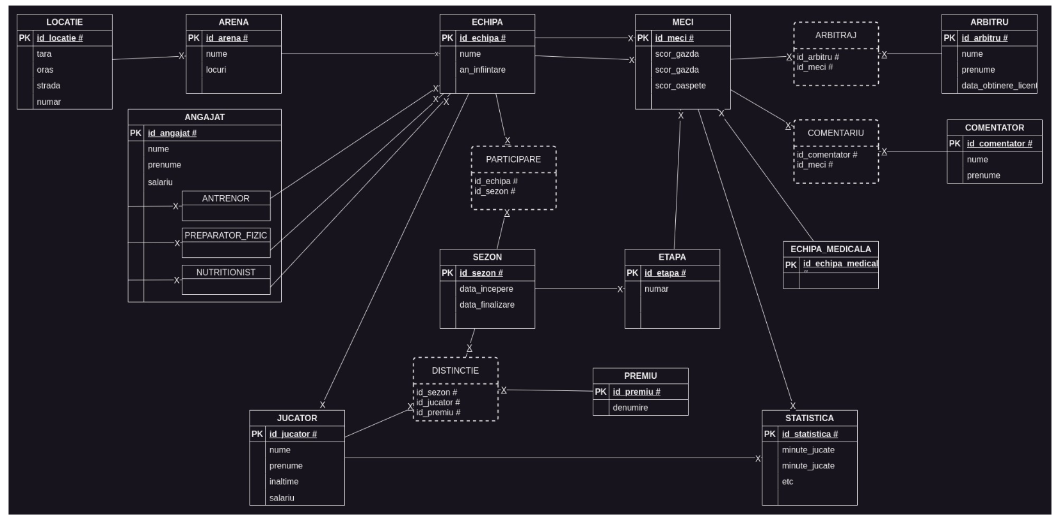 LOCATIE
PK id_locatie #
tara
oras
strada
numar
ARENA
PK id_arena #
nume
locuri
ECHIPA
PK id_echipa #
nume
an_infiintare
MECI
PK id_meci #
scor_gazda
scor_gazda
scor_oaspete
ARBITRAJ
id_arbitru #
id_meci #
ARBITRU
PK id_arbitru #
nume
prenume
data_obtinere_licent
ANGAJAT
PK id_angajat #
nume
prenume
salariu
ANTRENOR
PREPARATOR_FIZIC
NUTRITIONIST
PARTICIPARE
id_echipa #
id_sezon #
COMENTARIU
id_comentator #
id_meci #
COMENTATOR
PK id_comentator #
nume
prenume
SEZON
PK id_sezon #
data_incepere
data_finalizare
ETAPA
PK id_etapa #
numar
ECHIPA_MEDICALA
PK id_echipa_medical
DISTINCTIE
id_sezon #
id_jucator #
id_premiu #
PREMIU
PK id_premiu #
denumire
JUCATOR
PK id_jucator #
nume
prenume
inaltime
salariu
STATISTICA
PK id_statistica #
minute_jucate
minute_jucate
etc